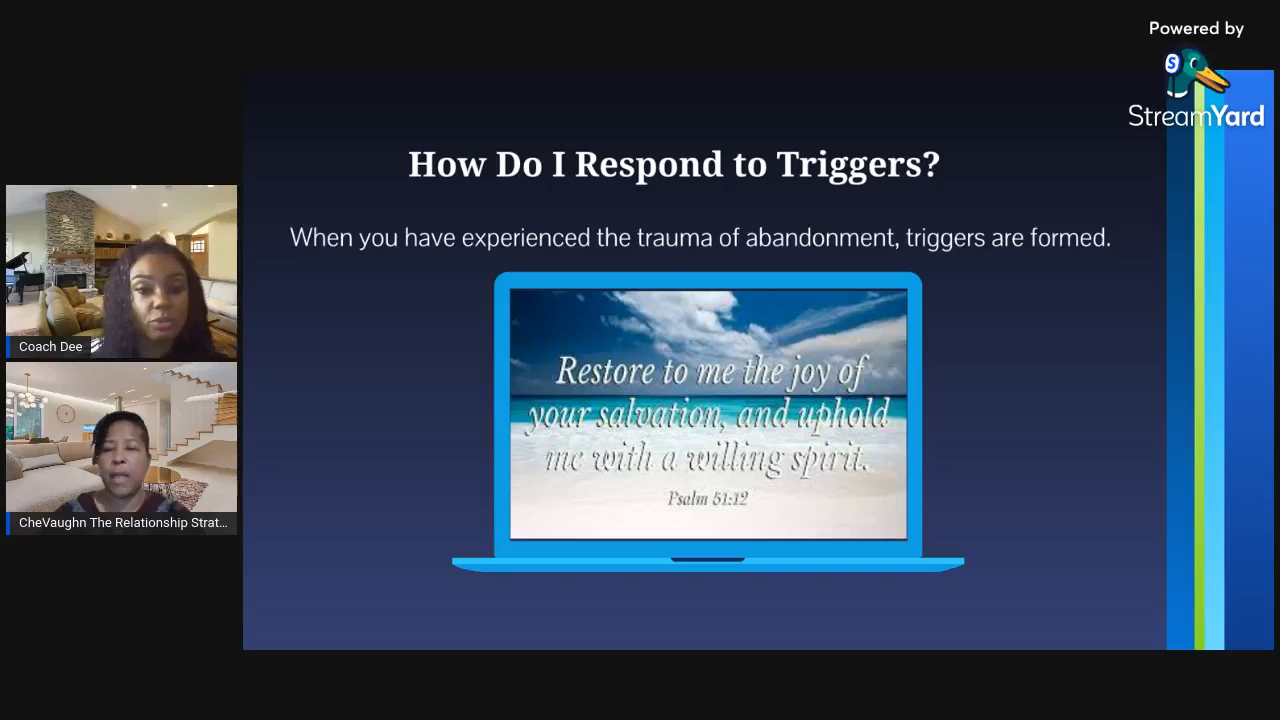 Powered by
StreamYard
How Do I Respond to Triggers?
When you have experienced the trauma of abandonment, triggers are formed.
Restore to me the joy of
your salvation, and uphold
me with a willing spirit.
Psalm 51:12
Coach Dee
CheVaughn The Relationship Strat...